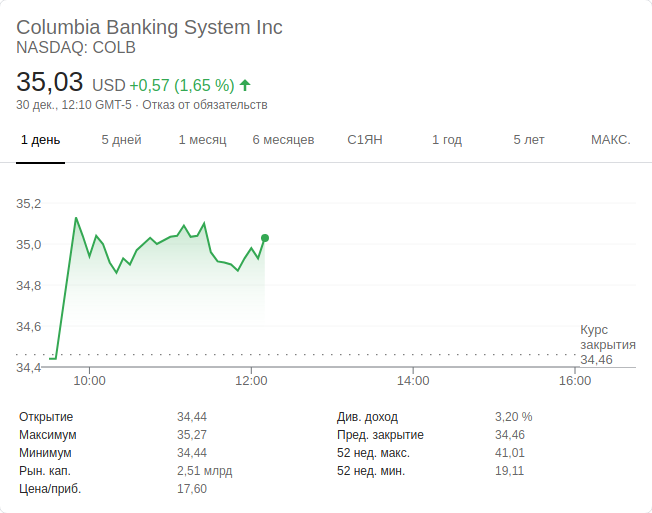 Columbia Banking System Inc
NASDAQ: COLB
35,03 USD +0,57 (1,65 %)
30 дек., 12:10 GMT-5 · Отказ от обязательств
1 день 5 дней 1 месяц 6 месяцев С1ЯН 1 год 5 лет МАКС.
35,2
35,0
34,8
34,6
34,4
Курс
закрытия
34,46
10:00 12:00 14:00 16:00
Открытие 34,44 Див. доход 3,20 %
Максимум 35,27 Пред. закрытие 34,46
Минимум 34,44 52 нед. макс. 41,01
Рын. кап. 2,51 млрд 52 нед. мин. 19,11
Цена/приб. 17,60